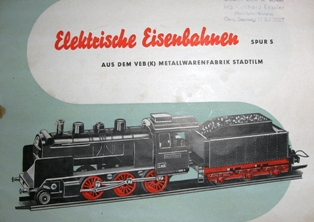 Elektrische Eisenbahnen SPUR S
AUS DEM VEB(K) METALLWARENFABRIK STADTILM